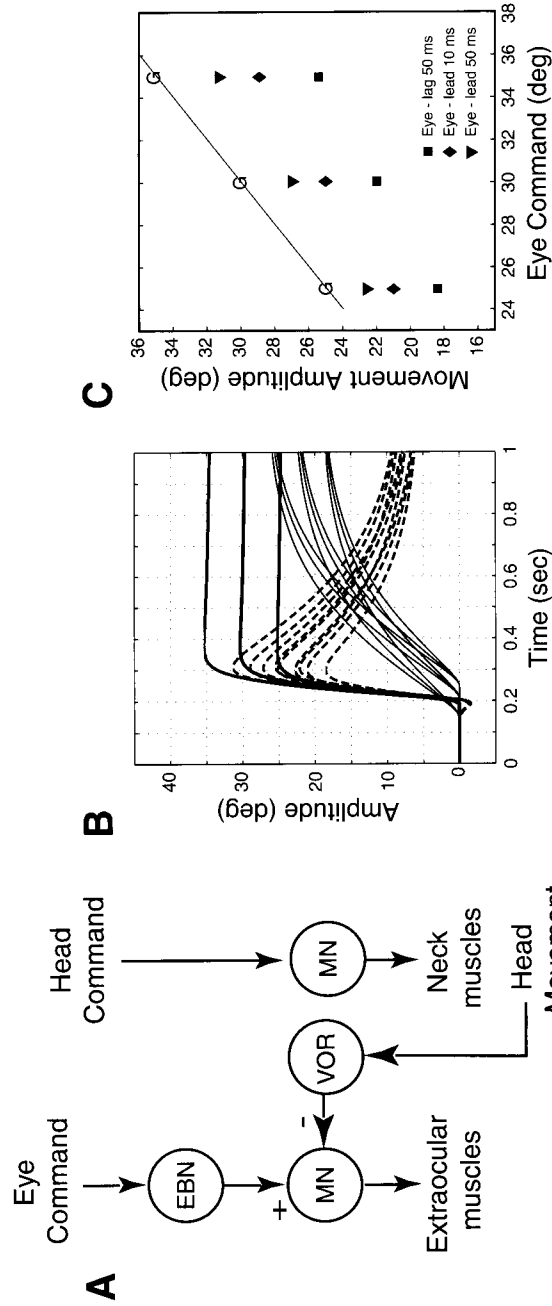 A
Eye
Command
Head
Command
EBN
+
-
MN
VOR
MN
Extraocular
muscles
Neck
muscles
Head
Movement
B
Amplitude (deg)
40
30
20
10
0
0
0.2
0.4
0.6
0.8
1
Time (sec)
C
Movement Amplitude (deg)
36
34
32
30
28
26
24
22
20
18
16
G
G
G
Eye - lag 50 ms
Eye - lead 10 ms
Eye - lead 50 ms
24
26
28
30
32
34
36
38
Eye Command (deg)